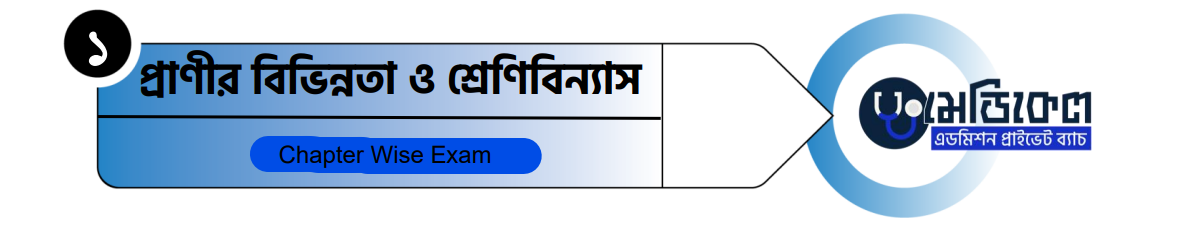 ১
প্রাণীর বিভিন্নতা ও শ্রেণিবিন্যাস
Chapter Wise Exam
মেডিকেল
এডমিশন প্রাইভেট ব্যাচ